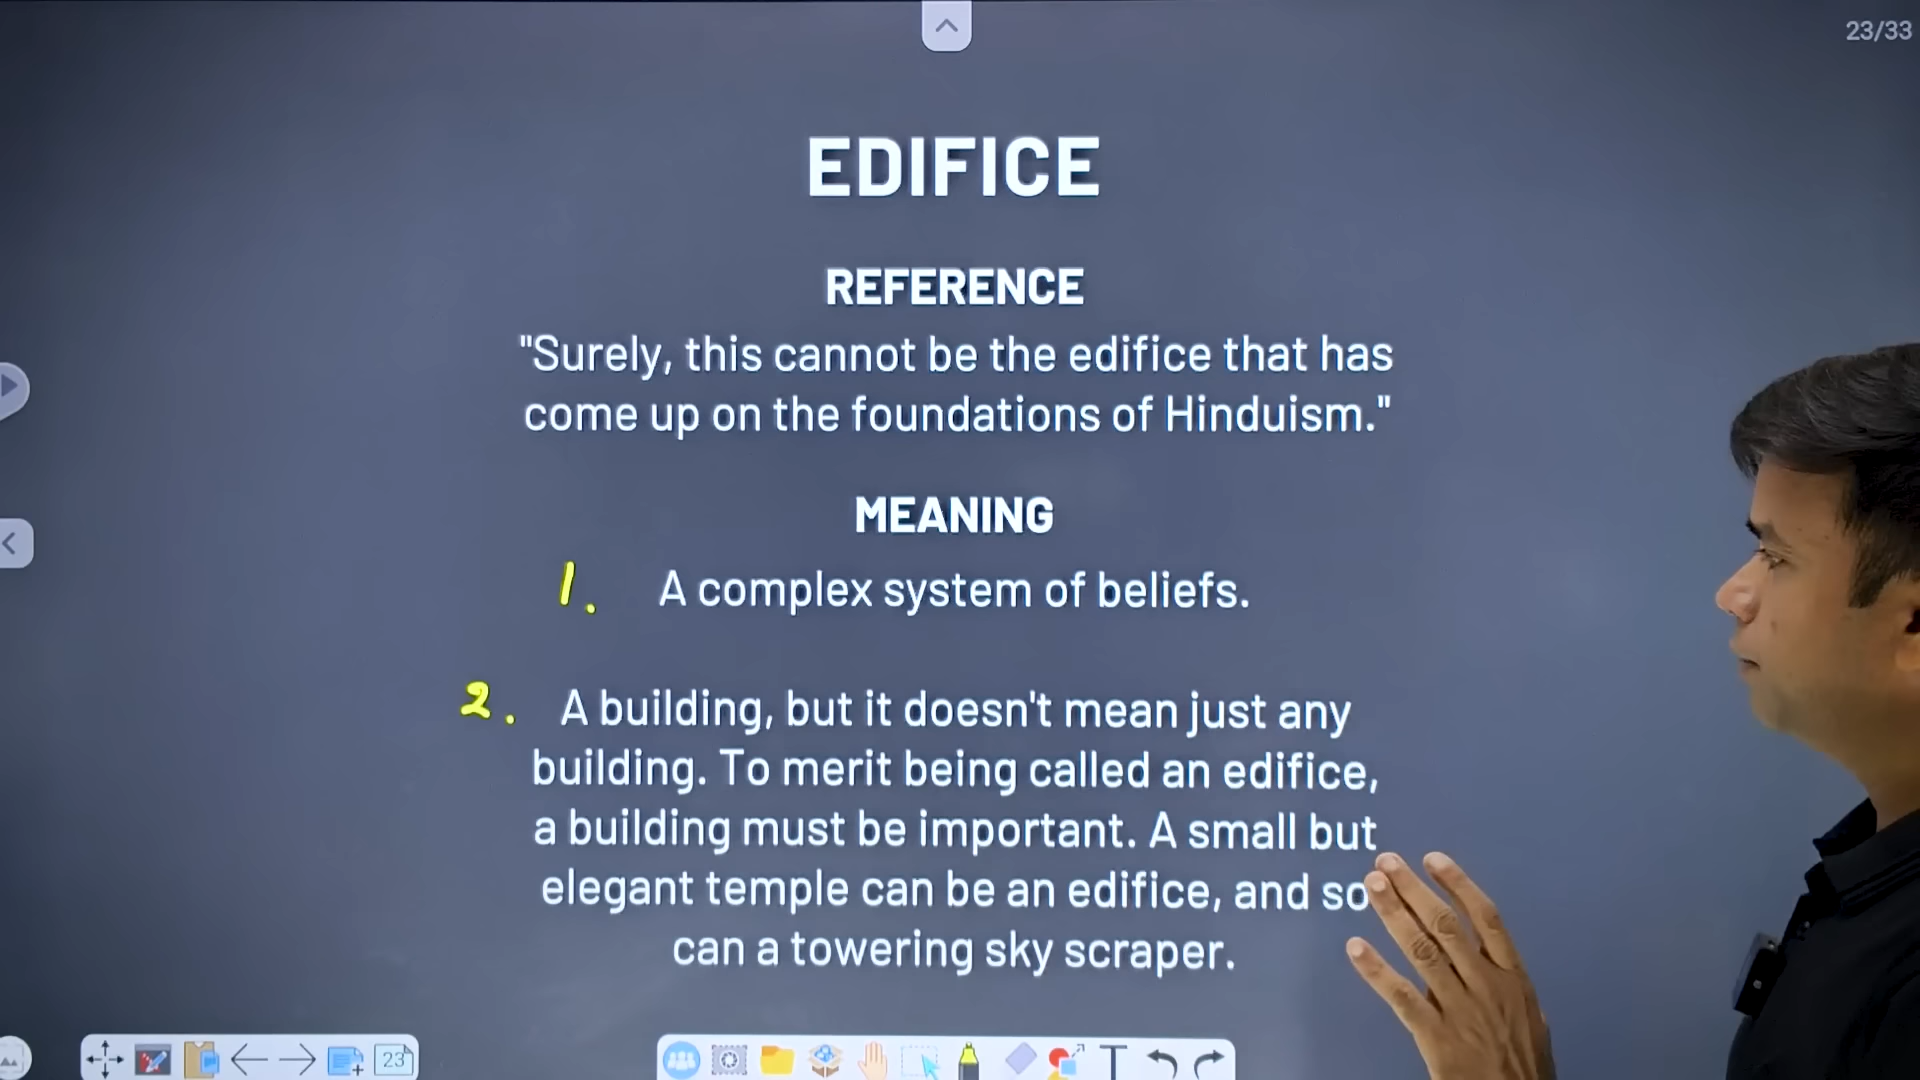 23/33
EDIFICE
REFERENCE
"Surely, this cannot be the edifice that has
come up on the foundations of Hinduism."
MEANING
1. A complex system of beliefs.
2. A building, but it doesn't mean just any
building. To merit being called an edifice,
a building must be important. A small but
elegant temple can be an edifice, and so
can a towering sky scraper.
23